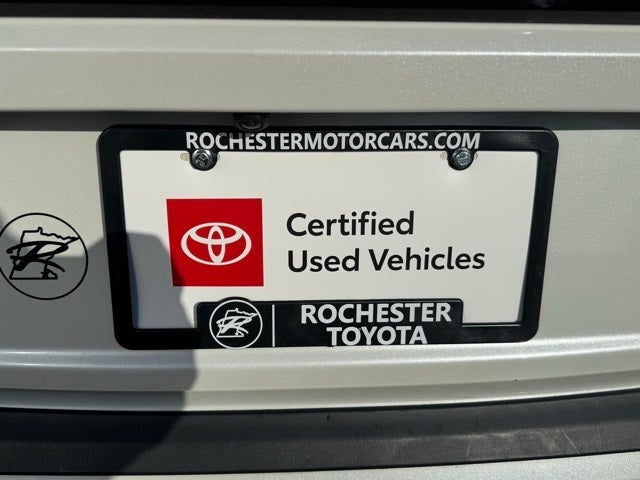 ROCHESTERMOTORCARS.COM
Certified
Used Vehicles
ROCHESTER
TOYOTA